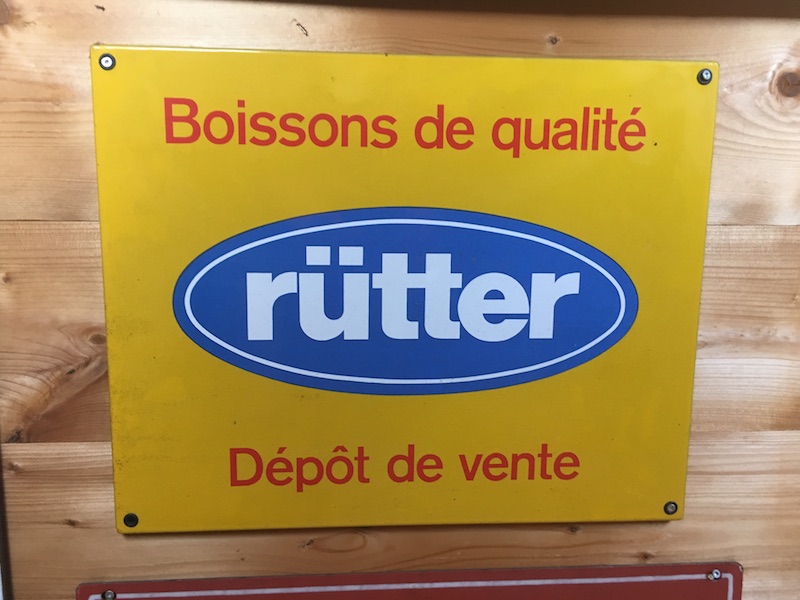 Boissons de qualité
rütter
Dépôt de vente